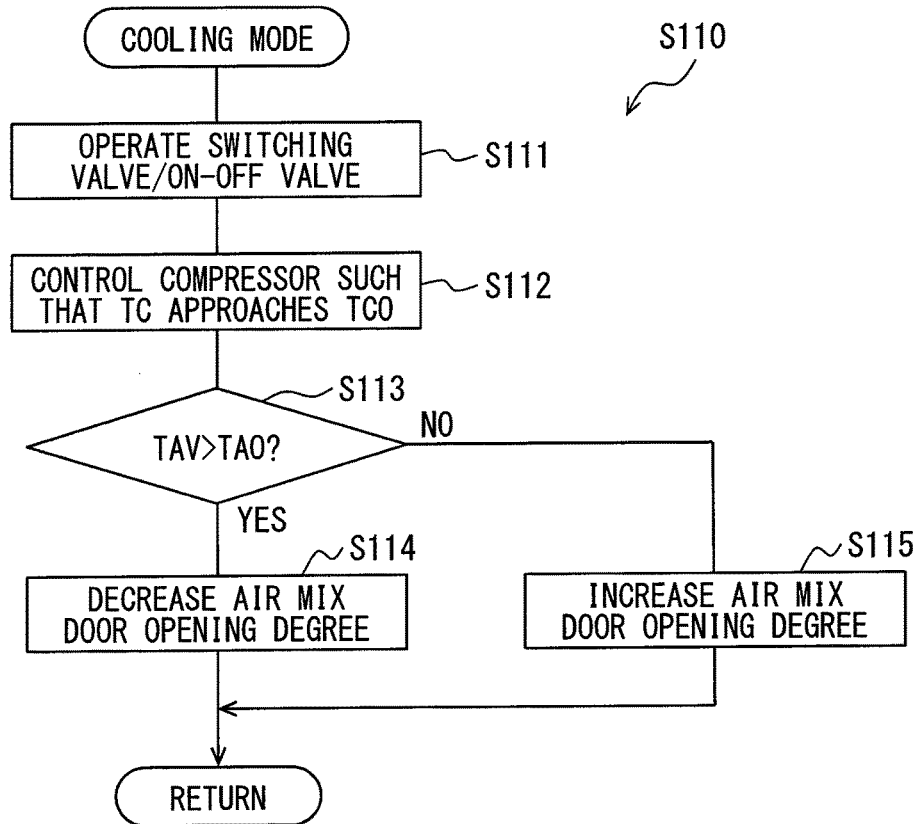 COOLING MODE
S110
OPERATE SWITCHING
VALVE/ON-OFF VALVE
S111
CONTROL COMPRESSOR SUCH
THAT TC APPROACHES TCO
S112
S113
TAV>TAO?
NO
YES
S114
DECREASE AIR MIX
DOOR OPENING DEGREE
S115
INCREASE AIR MIX
DOOR OPENING DEGREE
RETURN